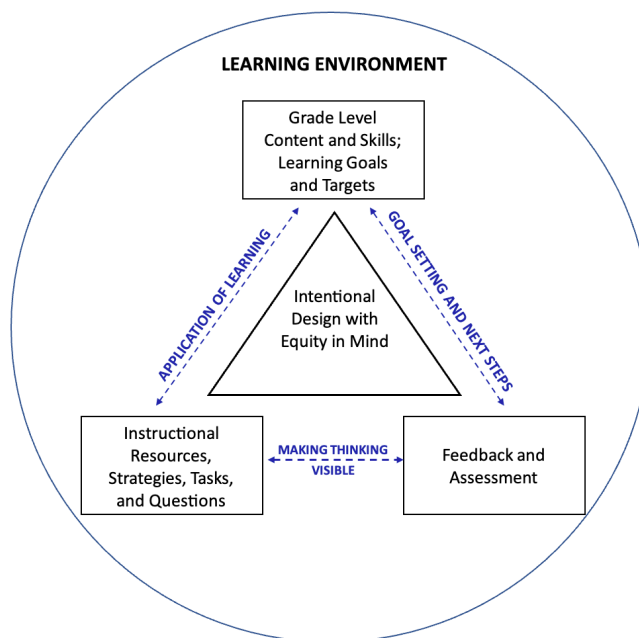 LEARNING ENVIRONMENT
Grade Level
Content and Skills;
Learning Goals
and Targets
APPLICATION OF LEARNING
GOAL SETTING AND NEXT STEPS
Intentional
Design with
Equity in Mind
Instructional
Resources,
Strategies, Tasks,
and Questions
MAKING THINKING
VISIBLE
Feedback and
Assessment